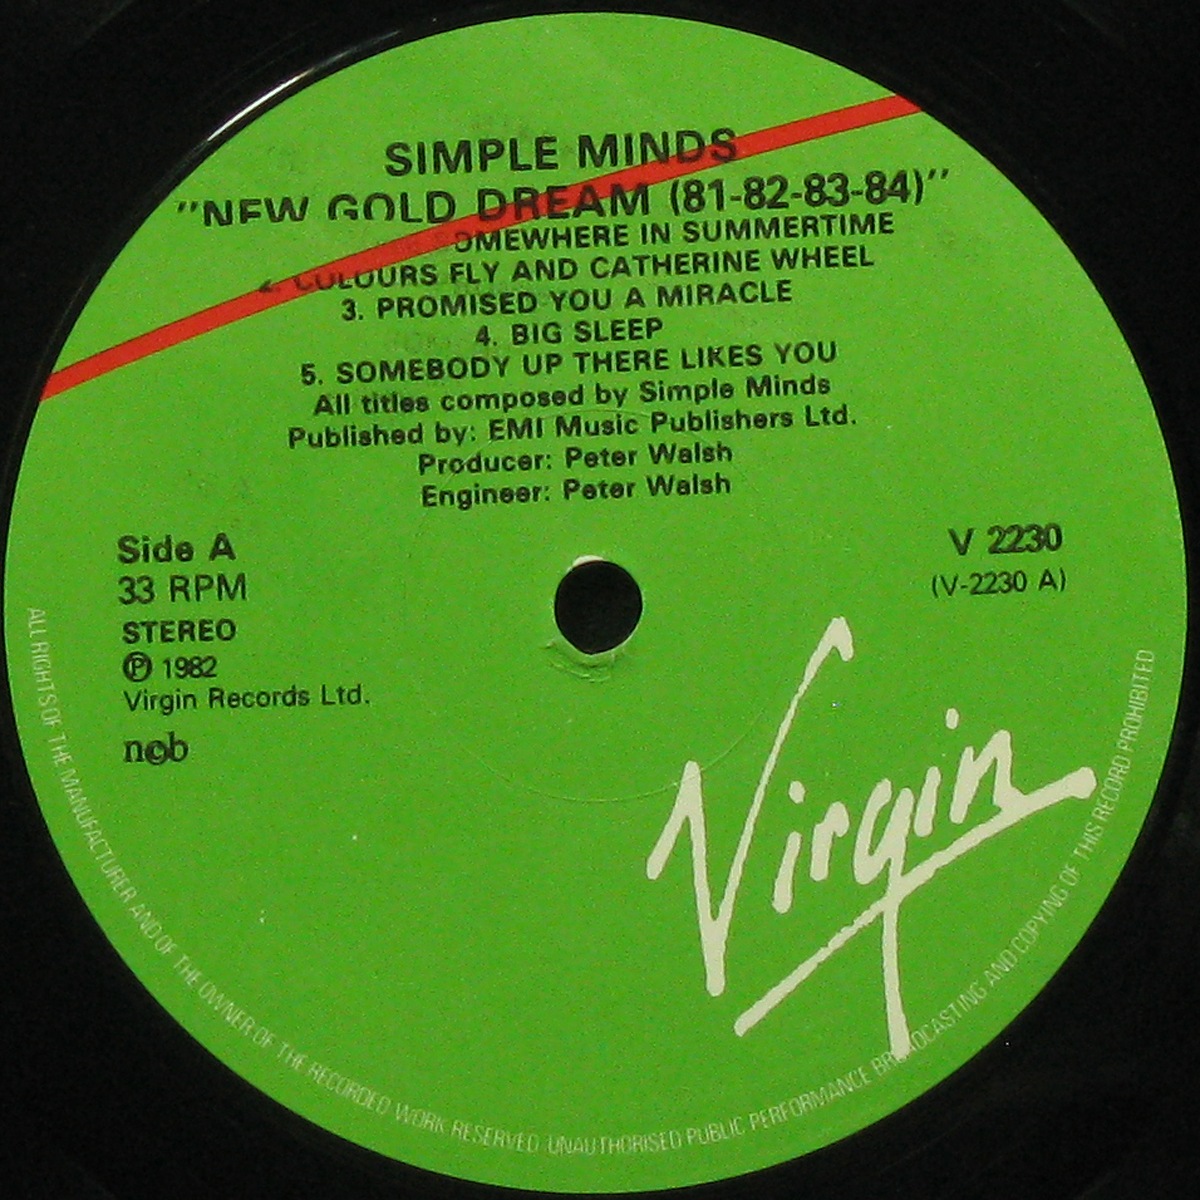 SIMPLE MINDS
"NEW GOLD DREAM (81-82-83-84)"
OMEWHERE IN SUMMERTIME
2. COLOURS FLY AND CATHERINE WHEEL
3. PROMISED YOU A MIRACLE
4. BIG SLEEP
5. SOMEBODY UP THERE LIKES YOU
All titles composed by Simple Minds
Published by: EMI Music Publishers Ltd.
Producer: Peter Walsh
Engineer: Peter Walsh
Side A
33 RPM
STEREO
Ⓟ 1982
Virgin Records Ltd.
ncb
V 2230
(V-2230 A)
Virgin
ALL RIGHTS OF THE MANUFACTURER AND OF THE OWNER OF THE RECORDED WORK RESERVED UNAUTHORISED PUBLIC PERFORMANCE BROADCASTING AND COPYING OF THIS RECORD PROHIBITED